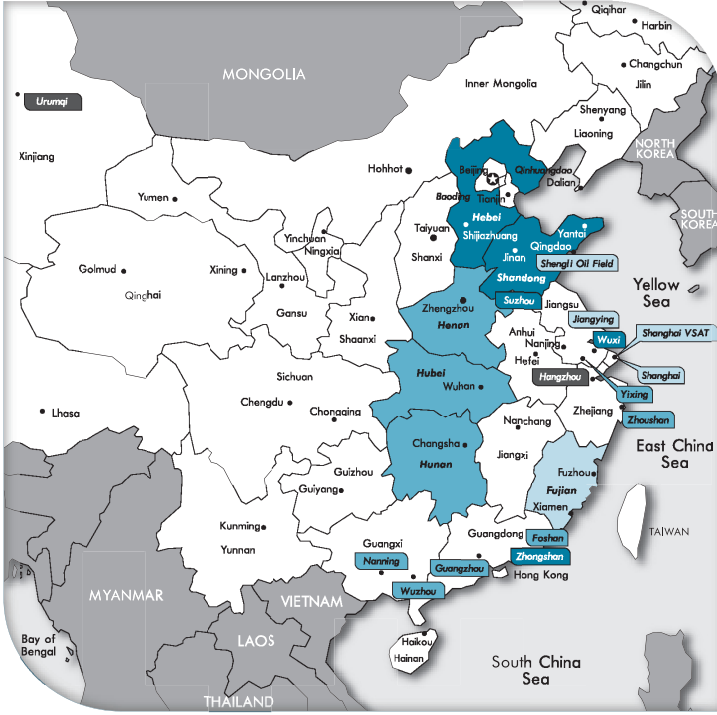 Qiqihar
Harbin
MONGOLIA
Changchun
Jilin
Inner Mongolia
Urumqi
Shenyang
Liaoning
NORTH
KOREA
Xinjiang
Hohhot
Beijing
Qinhuangdao
Dalian
Yumen
Baoding
Tianjin
Hebei
SOUTH
KOREA
Taiyuan
Shijiazhuang
Yantai
Yinchuan
Ningxia
Qingdao
Jinan
Shanxi
Shengli Oil Field
Golmud
Xining
Lanzhou
Shandong
Yellow
Sea
Qinghai
Suzhou
Jiangsu
Zhengzhou
Gansu
Xian
Henan
Jiangying
Shaanxi
Anhui
Nanjing
Wuxi
Shanghai VSAT
Hefei
Hubei
Hangzhou
Shanghai
Sichuan
Wuhan
Yixing
Chengdu
Chonqqinq
Lhasa
Zhejiang
Zhoushan
Nanchang
Changsha
East China
Sea
Jiangxi
Hunan
Guizhou
Fuzhou
Guiyang
Fujian
Xiamen
Kunming
Guangdong
TAIWAN
Yunnan
Guangxi
Foshan
Nanning
Zhongshan
Guangzhou
Hong Kong
Wuzhou
MYANMAR
VIETNAM
Bay of
Bengal
LAOS
Haikou
Hainan
South China
Sea
THAILAND